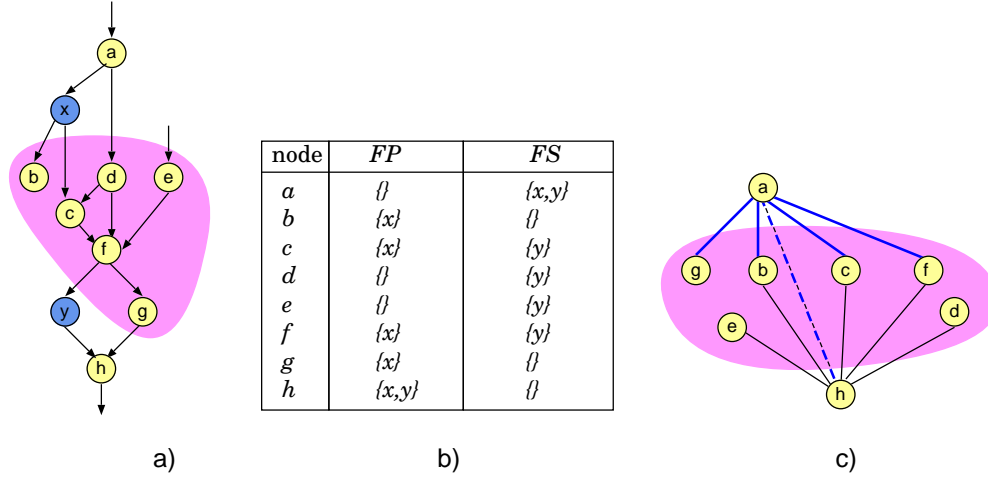 a
x
b
d
e
c
f
y
g
h
a)
node FP FS
a {} {x,y}
b {x} {}
c {x} {y}
d {} {y}
e {} {y}
f {x} {y}
g {x} {}
h {x,y} {}
b)
a
g
b
c
f
e
d
h
c)